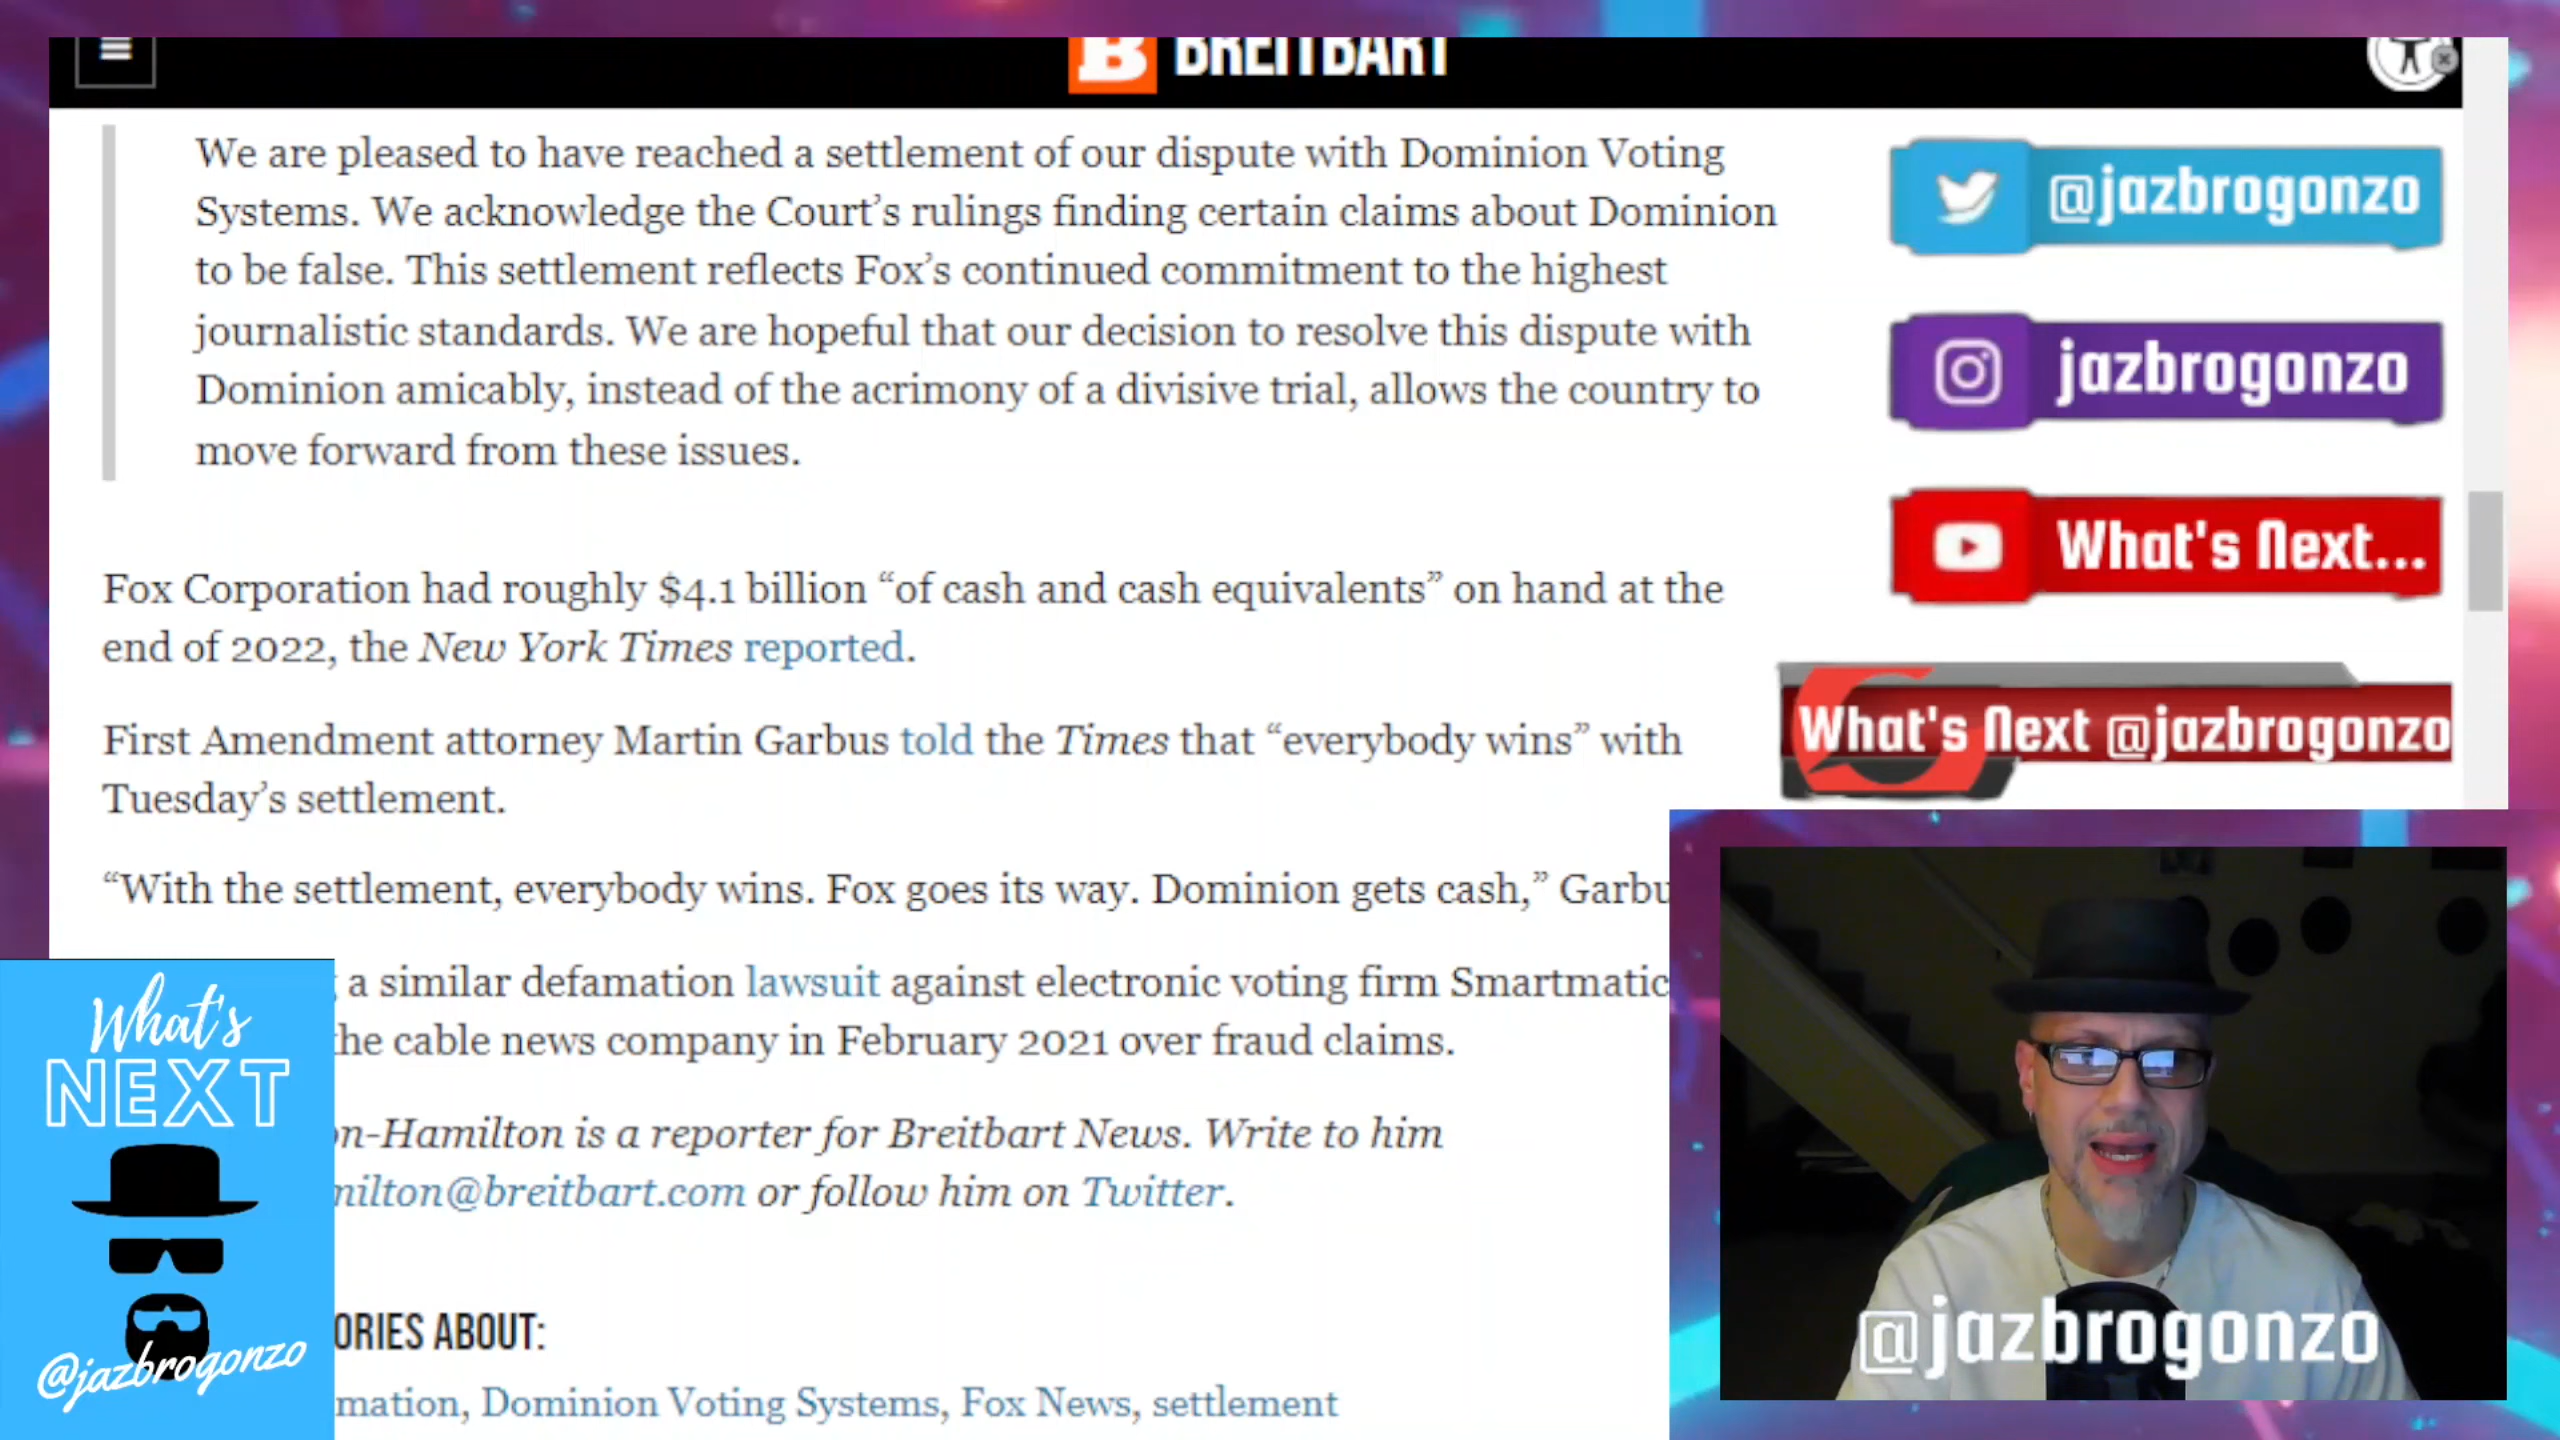 BREITBART
We are pleased to have reached a settlement of our dispute with Dominion Voting
Systems. We acknowledge the Court’s rulings finding certain claims about Dominion
to be false. This settlement reflects Fox’s continued commitment to the highest
journalistic standards. We are hopeful that our decision to resolve this dispute with
Dominion amicably, instead of the acrimony of a divisive trial, allows the country to
move forward from these issues.
Fox Corporation had roughly $4.1 billion “of cash and cash equivalents” on hand at the
end of 2022, the New York Times reported.
First Amendment attorney Martin Garbus told the Times that “everybody wins” with
Tuesday’s settlement.
“With the settlement, everybody wins. Fox goes its way. Dominion gets cash,” Garbu
a similar defamation lawsuit against electronic voting firm Smartmatic
the cable news company in February 2021 over fraud claims.
on-Hamilton is a reporter for Breitbart News. Write to him
milton@breitbart.com or follow him on Twitter.
ORIES ABOUT:
mation, Dominion Voting Systems, Fox News, settlement
@jazbrogonzo
jazbrogonzo
What's Next...
What's Next @jazbrogonzo
What's
NEXT
@jazbrogonzo
@jazbrogonzo